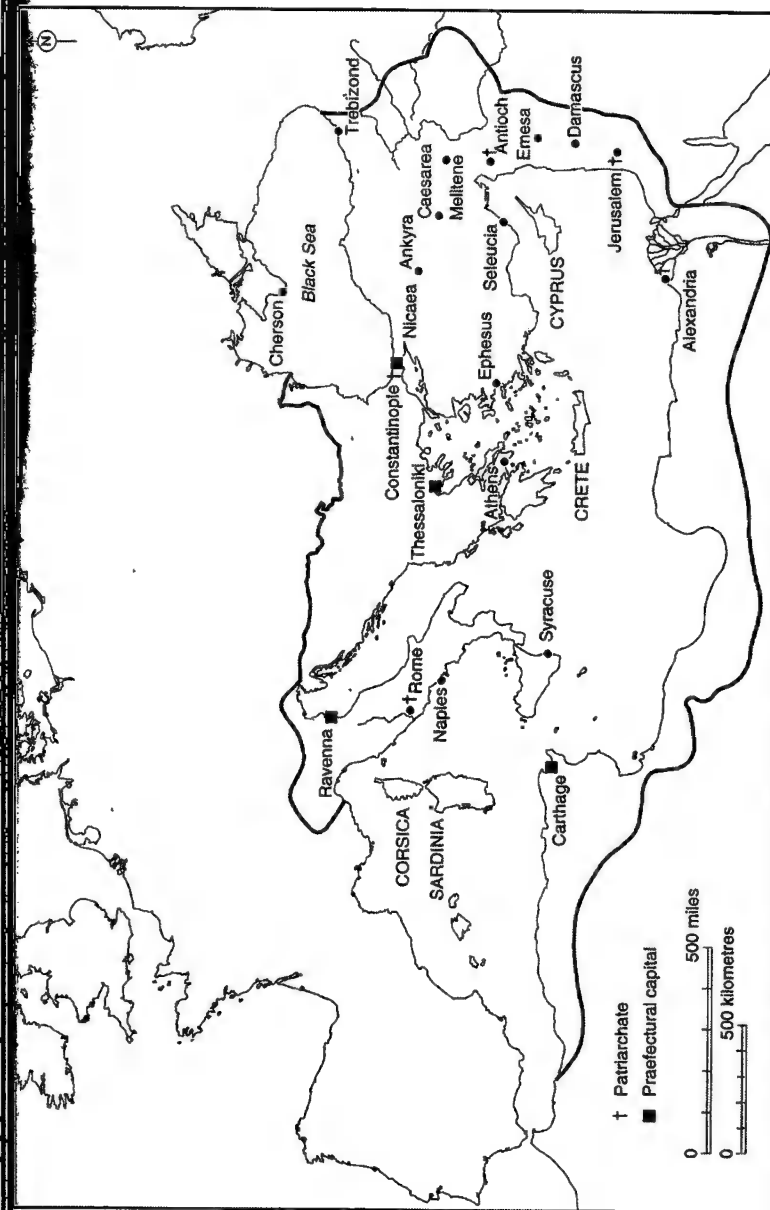 N
Trebizond
Black Sea
Cherson
Caesarea
Melitene
Ankyra
Nicaea
Antioch
Emesa
Damascus
Jerusalem
Seleucia
CYPRUS
Constantinople
Ephesus
Alexandria
Thessaloniki
Athens
CRETE
Ravenna
Rome
Naples
Syracuse
CORSICA
SARDINIA
Carthage
† Patriarchate
■ Praefectural capital
0 500 miles
0 500 kilometres